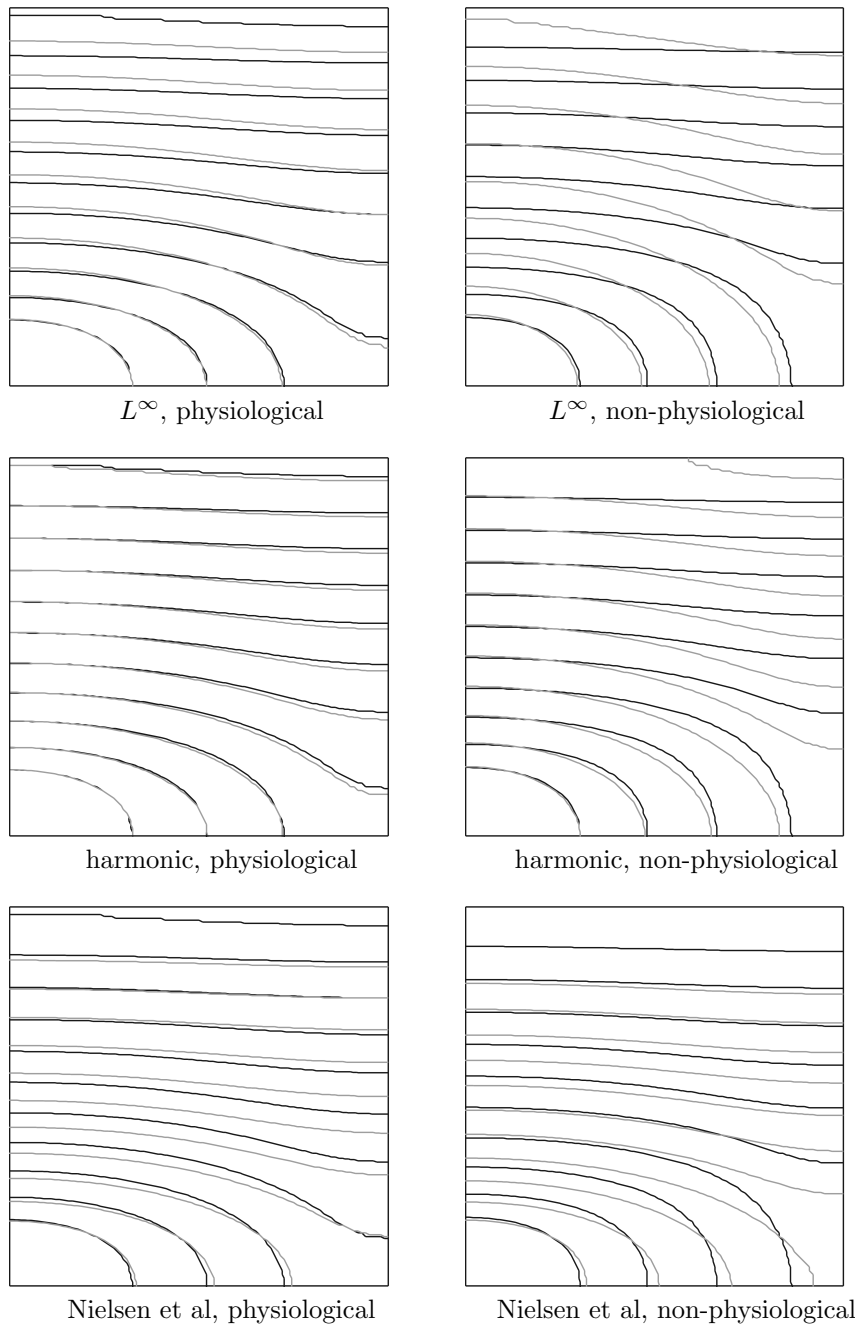 L∞, physiological
L∞, non-physiological
harmonic, physiological
harmonic, non-physiological
Nielsen et al, physiological
Nielsen et al, non-physiological